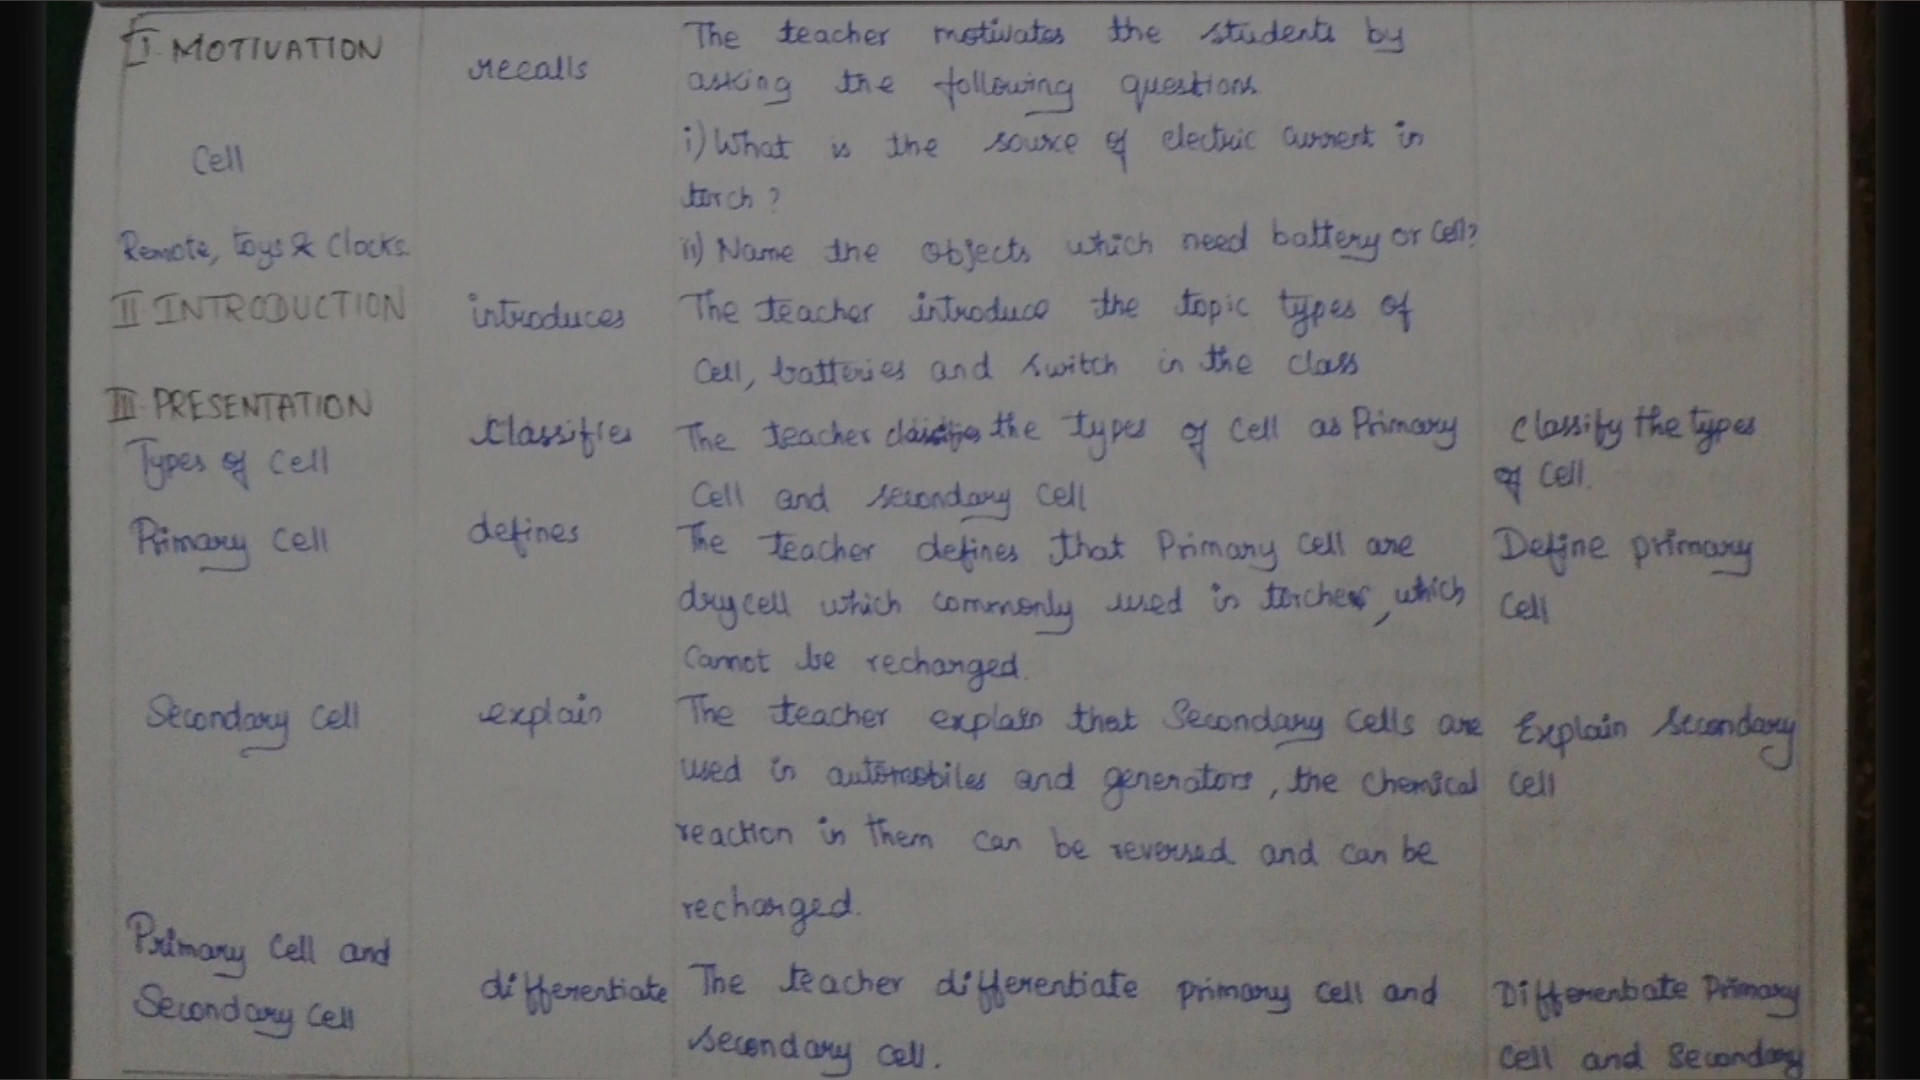 I MOTIVATION
recalls
The teacher motivates the students by
asking the following questions
Cell
i) What is the source of electric current in
torch?
Remote, toys & Clocks.
ii) Name the objects which need battery or Cell?
II INTRODUCTION
introduces
The teacher introduce the topic types of
Cell, batteries and switch in the class
III PRESENTATION
Types of Cell
Classifies
The teacher classifies the types of Cell as Primary
Cell and secondary Cell
Classify the types
of Cell.
Primary Cell
defines
The teacher defines that Primary Cell are
dry cell which commonly used in torches, which
Cannot be recharged.
Define primary
Cell
Secondary Cell
explain
The teacher explain that Secondary Cells are
used in automobiles and generators, the chemical
reaction in them can be reversed and can be
recharged.
Explain secondary
Cell
Primary Cell and
Secondary Cell
differentiate
The teacher differentiate primary Cell and
secondary cell.
Differentiate Primary
Cell and Secondary